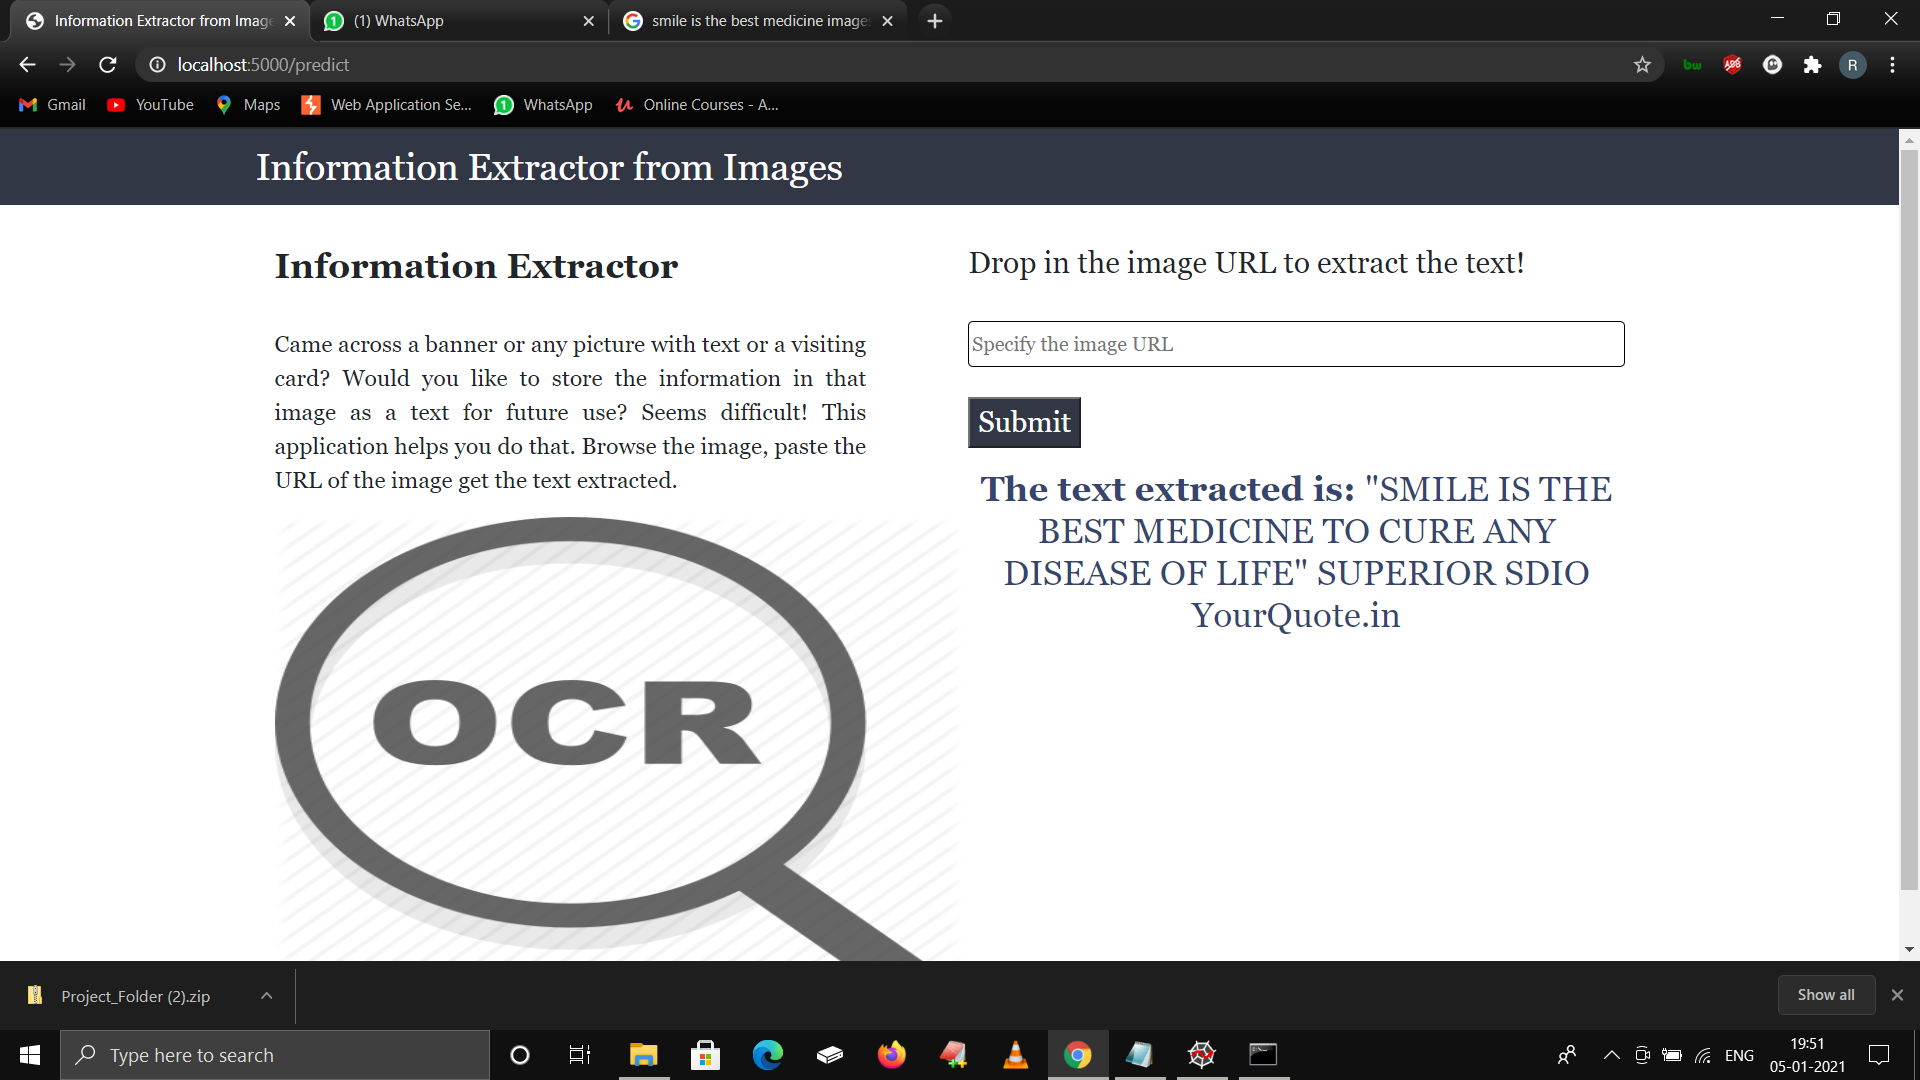 Information Extractor from Image
(1) WhatsApp
smile is the best medicine images
localhost:5000/predict
R
Gmail
YouTube
Maps
Web Application Se...
WhatsApp
Online Courses - A...
Information Extractor from Images
Information Extractor
Came across a banner or any picture with text or a visiting
card? Would you like to store the information in that
image as a text for future use? Seems difficult! This
application helps you do that. Browse the image, paste the
URL of the image get the text extracted.
OCR
Drop in the image URL to extract the text!
Specify the image URL
Submit
The text extracted is: "SMILE IS THE
BEST MEDICINE TO CURE ANY
DISEASE OF LIFE" SUPERIOR SDIO
YourQuote.in
Project_Folder (2).zip
Show all
Type here to search
ENG
19:51
05-01-2021